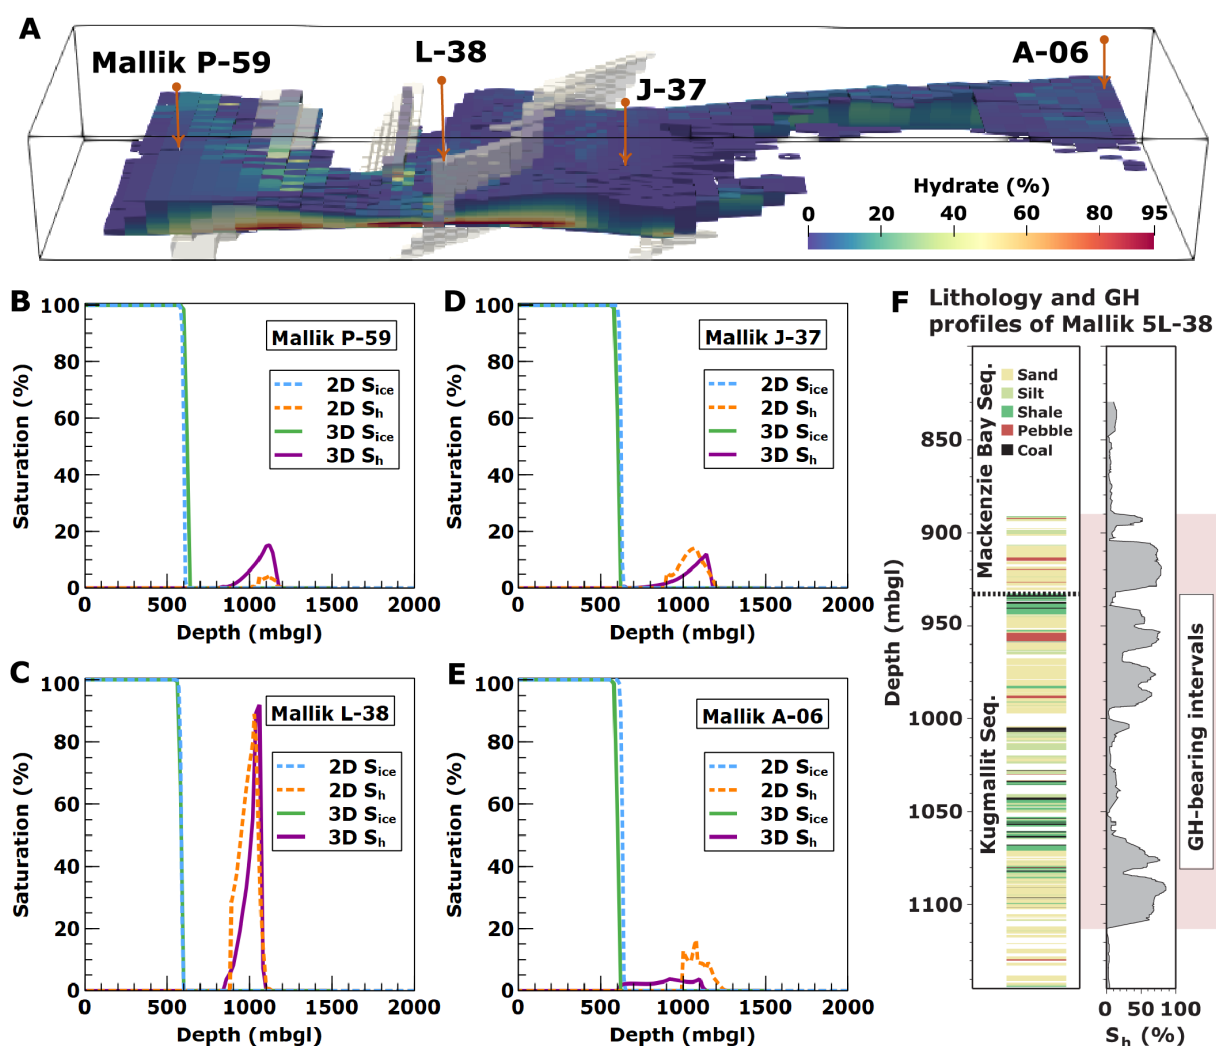 A
Mallik P-59
L-38
J-37
A-06
Hydrate (%)
0 20 40 60 80 95
B
Saturation (%)
100
80
60
40
20
0
Mallik P-59
2D Sice
2D Sh
3D Sice
3D Sh
0 500 1000 1500 2000
Depth (mbgl)
D
Saturation (%)
100
80
60
40
20
0
Mallik J-37
2D Sice
2D Sh
3D Sice
3D Sh
0 500 1000 1500 2000
Depth (mbgl)
C
Saturation (%)
100
80
60
40
20
0
Mallik L-38
2D Sice
2D Sh
3D Sice
3D Sh
0 500 1000 1500 2000
Depth (mbgl)
E
Saturation (%)
100
80
60
40
20
0
Mallik A-06
2D Sice
2D Sh
3D Sice
3D Sh
0 500 1000 1500 2000
Depth (mbgl)
F
Lithology and GH
profiles of Mallik 5L-38
Depth (mbgl)
850
900
950
1000
1050
1100
Mackenzie Bay Seq.
Kugmallit Seq.
Sand
Silt
Shale
Pebble
Coal
GH-bearing intervals
0 50 100
Sh (%)